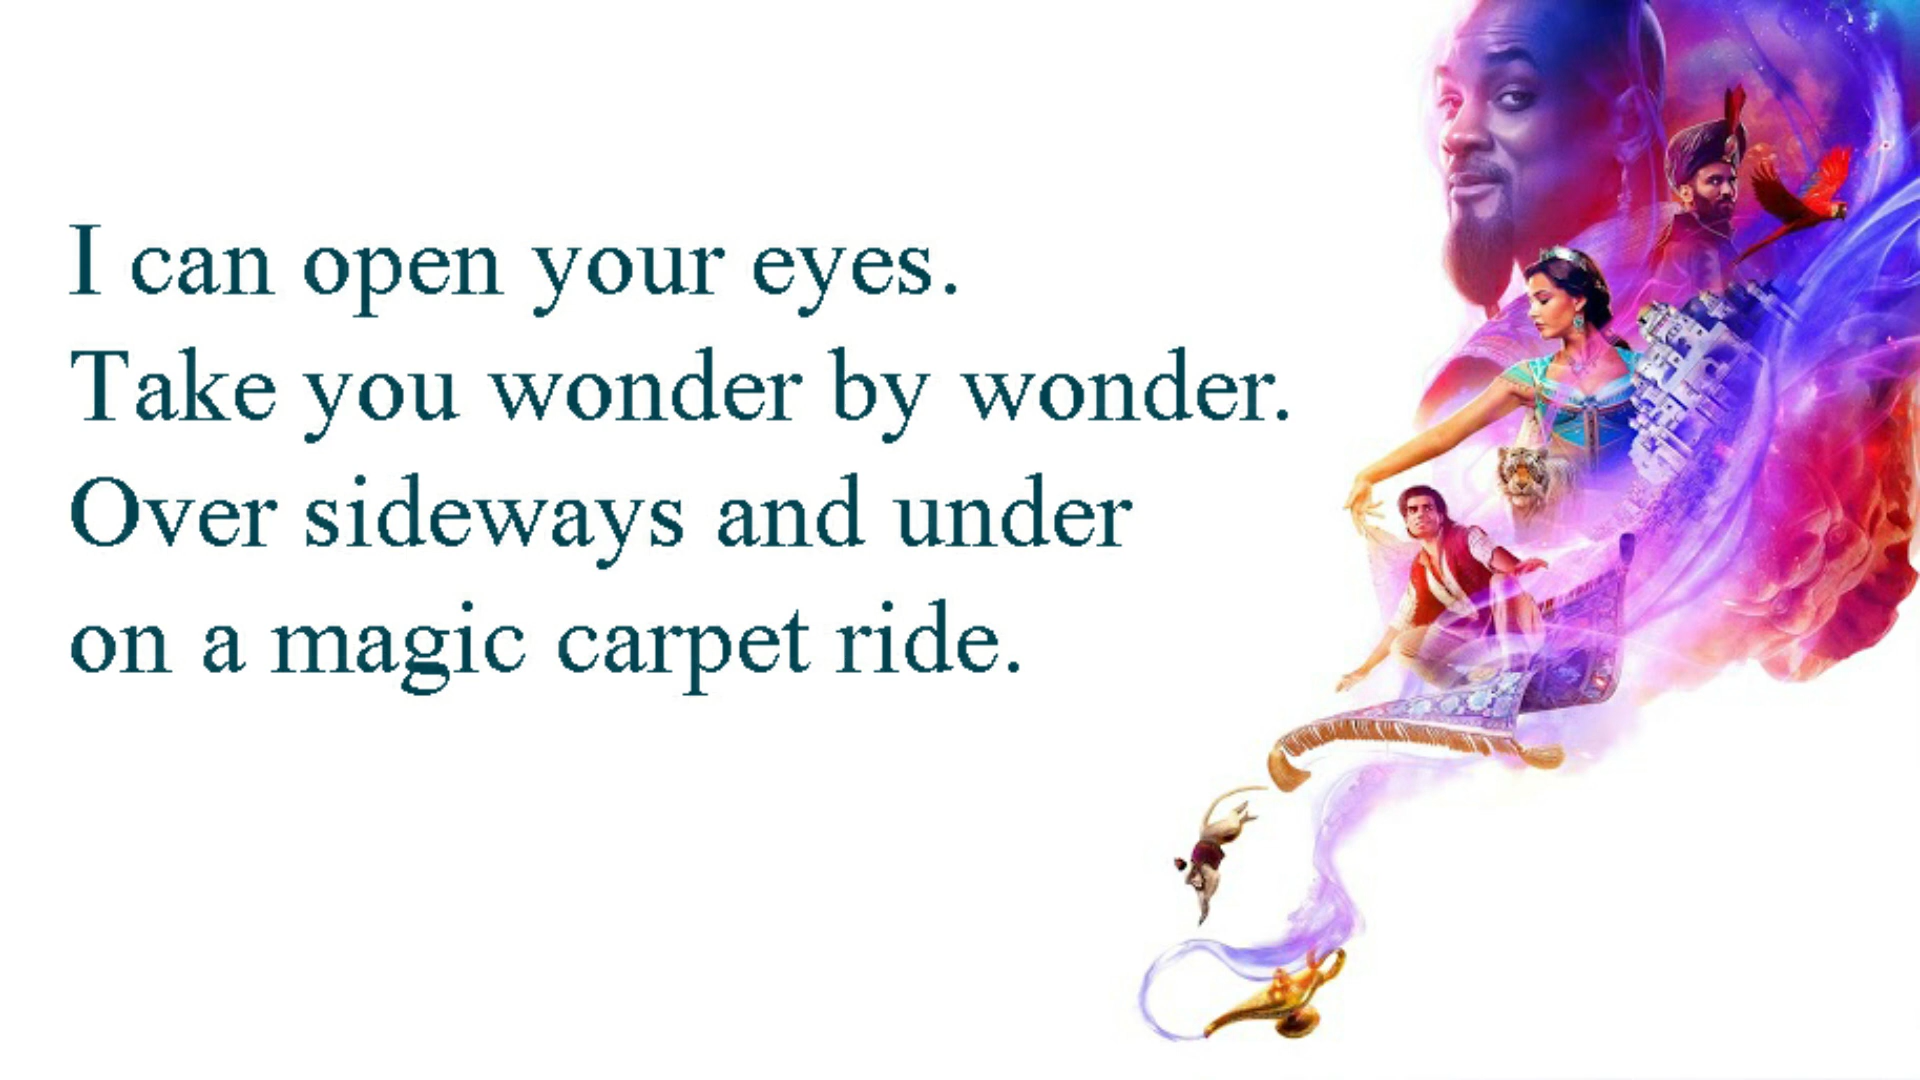 I can open your eyes.
Take you wonder by wonder.
Over sideways and under
on a magic carpet ride.